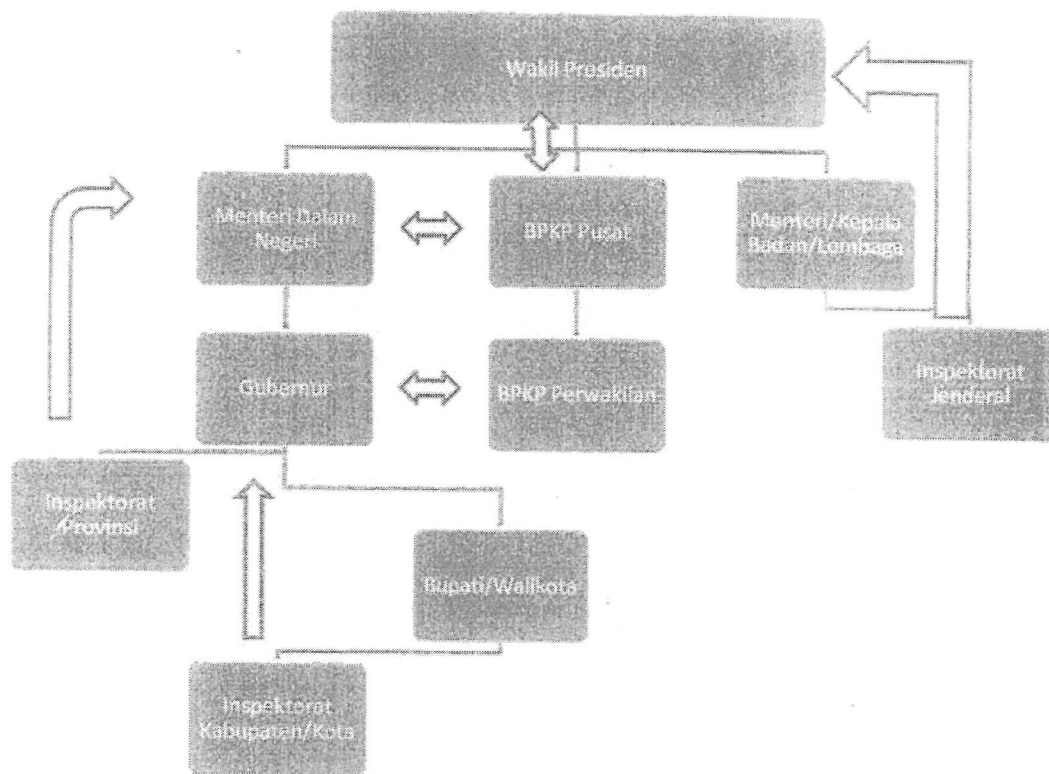 Wakil Presiden
Menteri Dalam
Negeri
BPKP Pusat
Menteri/Kepala
Badan/Lembaga
Gubernur
BPKP Perwakilan
Inspektorat
Jenderal
Inspektorat
Provinsi
Bupati/Walikota
Inspektorat
Kabupaten/Kota